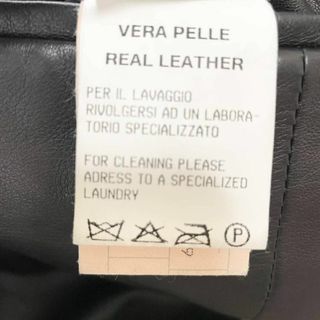 VERA PELLE
REAL LEATHER
PER IL LAVAGGIO
RIVOLGERSI AD UN LABORA-
TORIO SPECIALIZZATO
FOR CLEANING PLEASE
ADRESS TO A SPECIALIZED
LAUNDRY
P